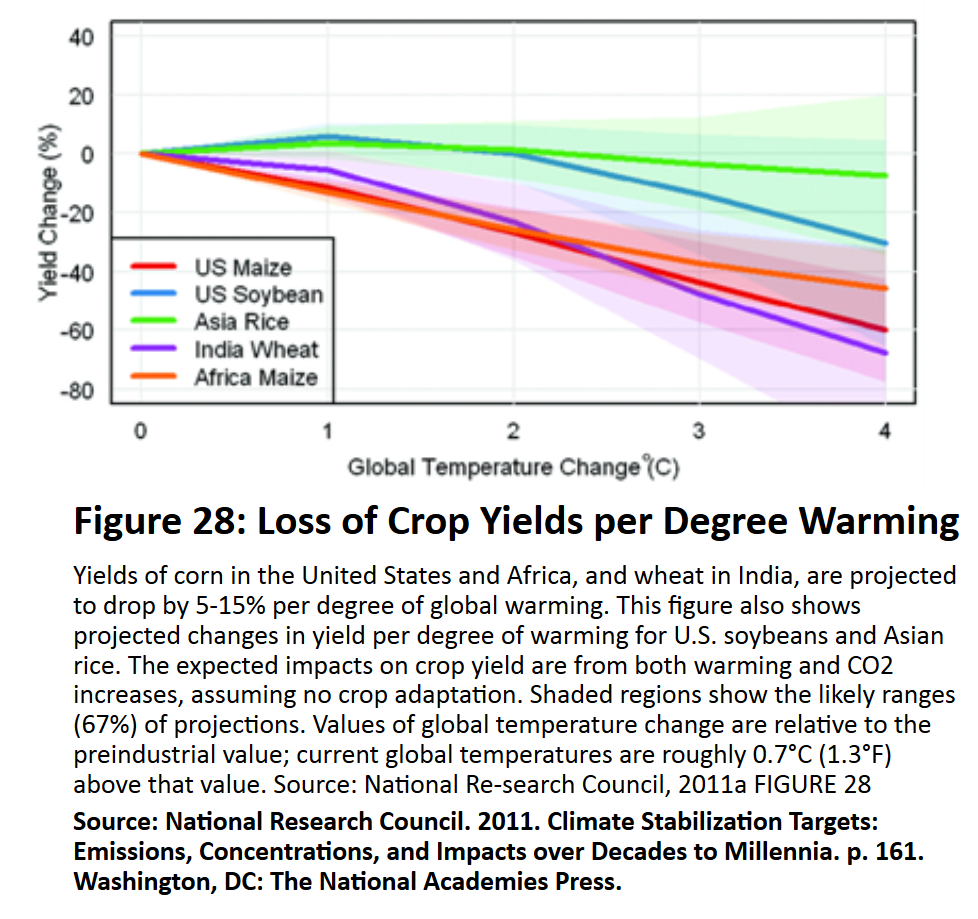 40
20
0
-20
-40
-60
-80
Yield Change (%)
US Maize
US Soybean
Asia Rice
India Wheat
Africa Maize
0 1 2 3 4
Global Temperature Change °(C)
Figure 28: Loss of Crop Yields per Degree Warming
Yields of corn in the United States and Africa, and wheat in India, are projected
to drop by 5-15% per degree of global warming. This figure also shows
projected changes in yield per degree of warming for U.S. soybeans and Asian
rice. The expected impacts on crop yield are from both warming and CO2
increases, assuming no crop adaptation. Shaded regions show the likely ranges
(67%) of projections. Values of global temperature change are relative to the
preindustrial value; current global temperatures are roughly 0.7°C (1.3°F)
above that value. Source: National Re-search Council, 2011a FIGURE 28
Source: National Research Council. 2011. Climate Stabilization Targets:
Emissions, Concentrations, and Impacts over Decades to Millennia. p. 161.
Washington, DC: The National Academies Press.